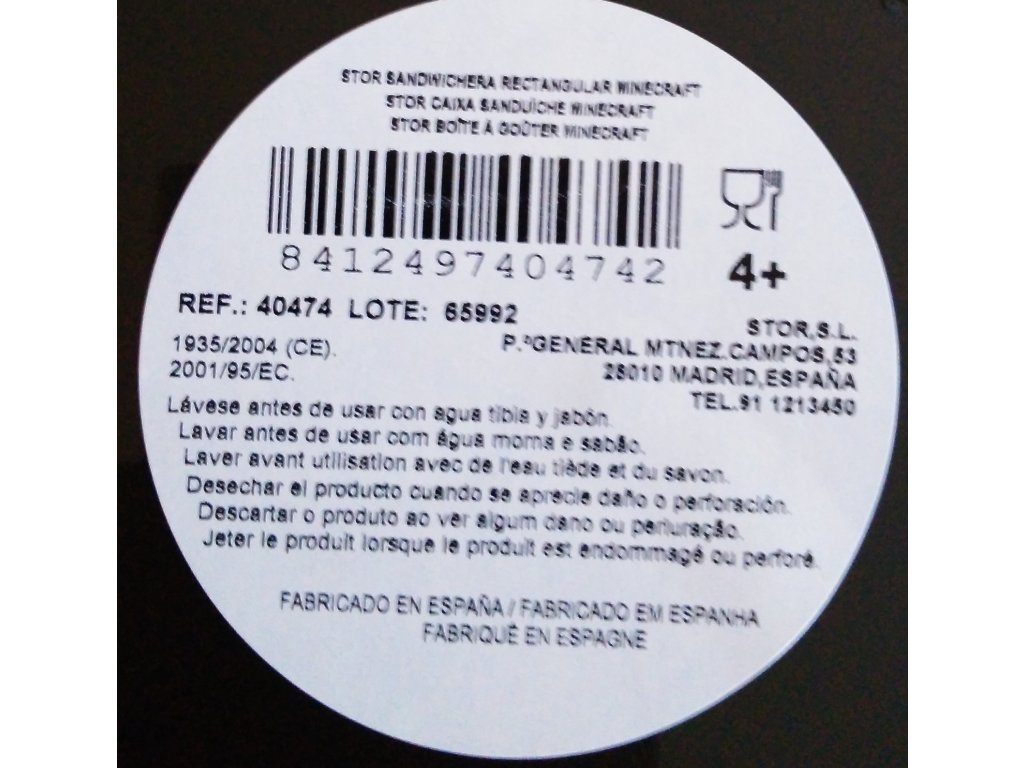 STOR SANDWICHERA RECTANGULAR MINECRAFT
STOR CAIXA SANDUÍCHE MINECRAFT
STOR BOÎTE À GOÛTER MINECRAFT
8412497404742
4+
REF.: 40474 LOTE: 65992
1935/2004 (CE).
2001/95/EC.
STOR,S.L.
P.ºGENERAL MTNEZ.CAMPOS,53
28010 MADRID,ESPAÑA
TEL.91 1213450
Lávese antes de usar con agua tibia y jabón.
Lavar antes de usar com água morna e sabão.
Laver avant utilisation avec de l'eau tiède et du savon.
Desechar el producto cuando se aprecie daño o perforación.
Descartar o produto ao ver algum dano ou perfuração.
Jeter le produit lorsque le produit est endommagé ou perforé.
FABRICADO EN ESPAÑA / FABRICADO EM ESPANHA
FABRIQUÉ EN ESPAGNE